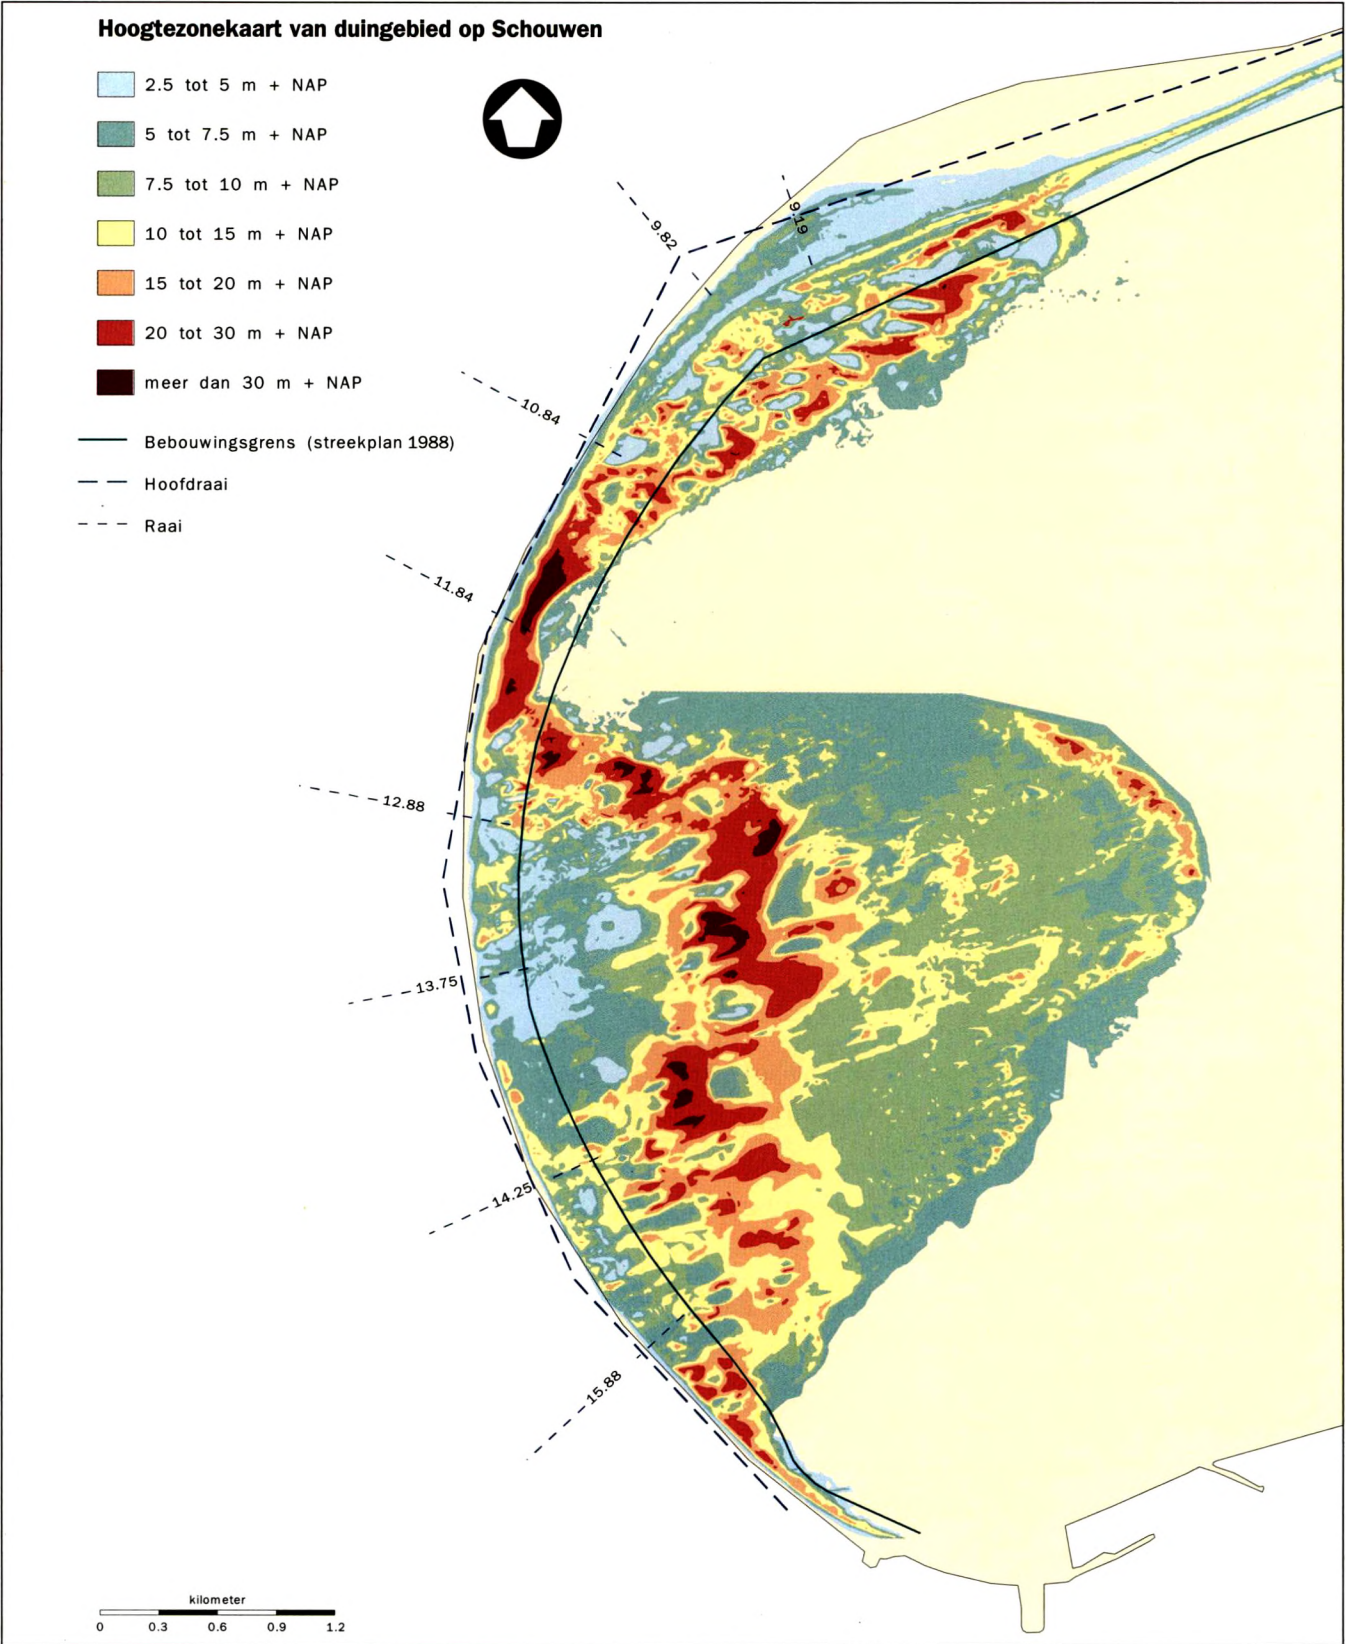 Hoogtezonekaart van duingebied op Schouwen
2.5 tot 5 m + NAP
5 tot 7.5 m + NAP
7.5 tot 10 m + NAP
10 tot 15 m + NAP
15 tot 20 m + NAP
20 tot 30 m + NAP
meer dan 30 m + NAP
Bebouwingsgrens (streekplan 1988)
Hoofdraai
Raai
9.19
9.82
10.84
11.84
12.88
13.75
14.25
15.88
kilometer
0 0.3 0.6 0.9 1.2